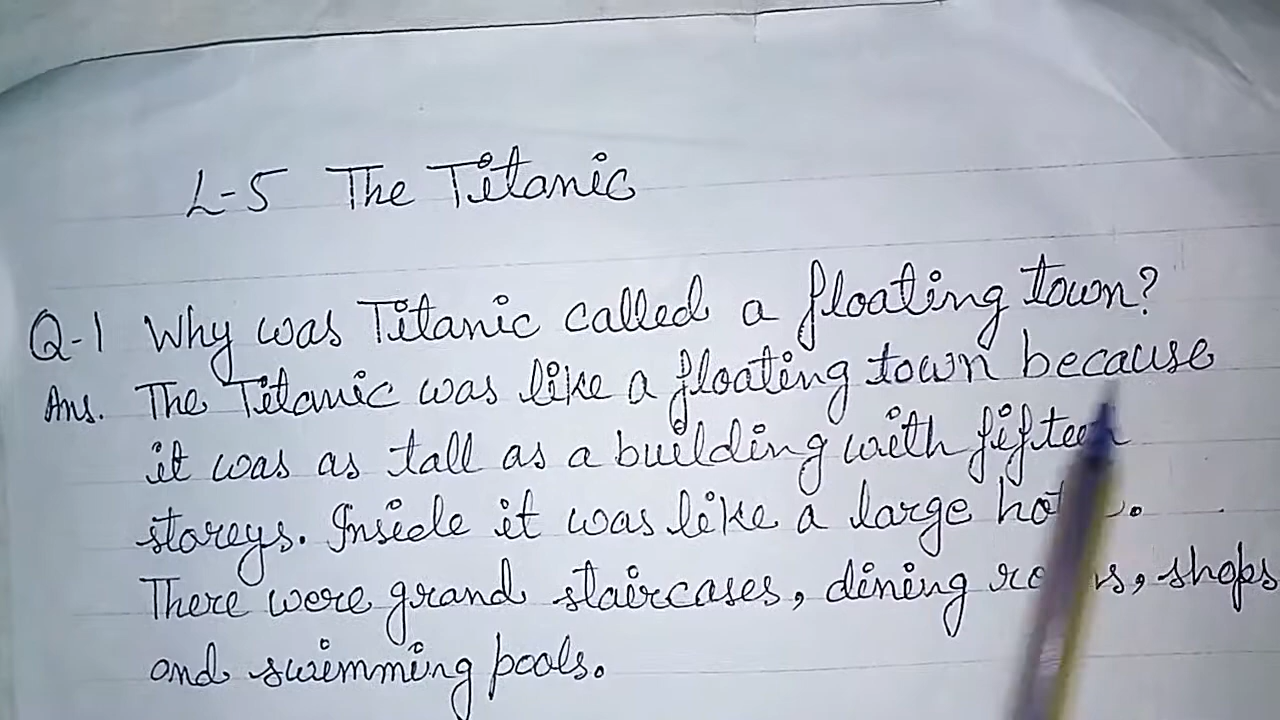 L-5 The Titanic
Q-1 Why was Titanic called a floating town?
Ans. The Titanic was like a floating town because
it was as tall as a building with fifteen
storeys. Inside it was like a large
There were grand staircases, dining shops
and swimming pools.